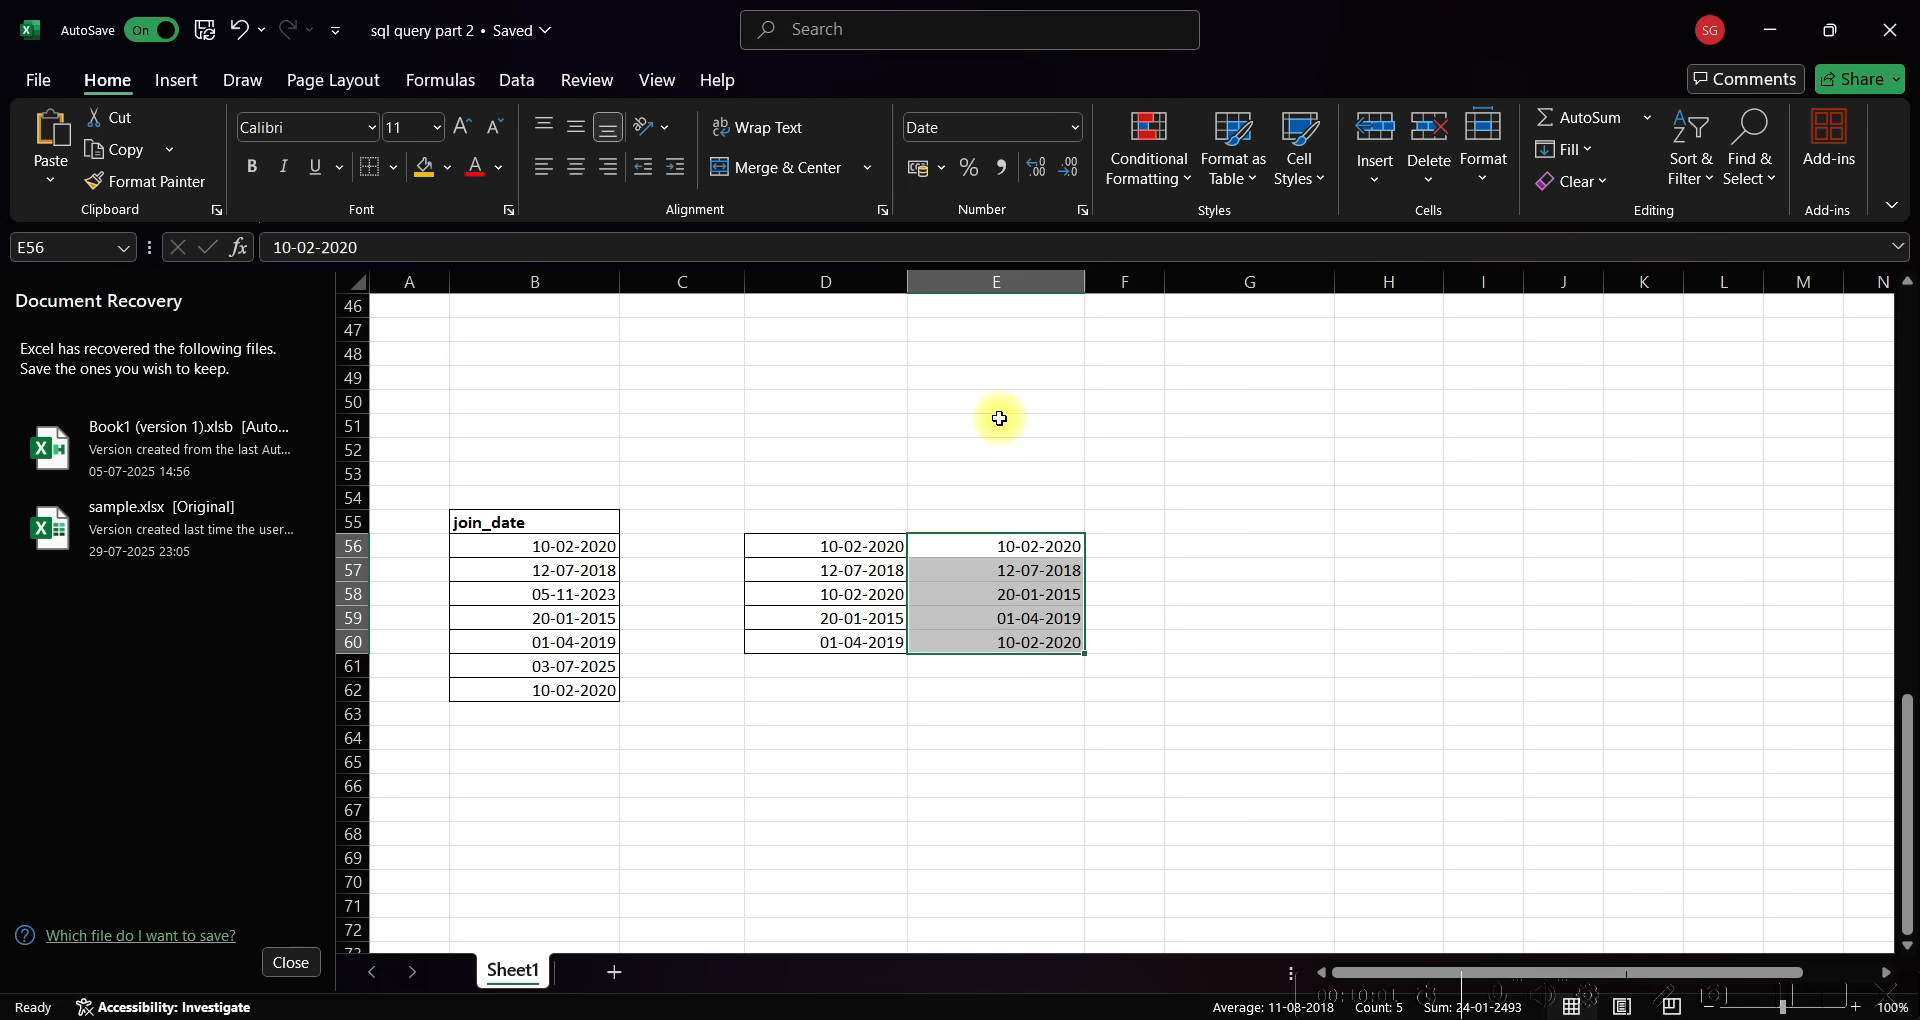 AutoSave On sql query part 2 • Saved Search SG
File Home Insert Draw Page Layout Formulas Data Review View Help Comments Share
Paste Cut Copy Format Painter Clipboard
Calibri 11 B I U A Font
Wrap Text Merge & Center Alignment
Date % Number
Conditional Formatting Format as Table Cell Styles Styles
Insert Delete Format Cells
AutoSum Fill Clear Sort & Filter Find & Select Editing
Add-ins Add-ins
E56 fx 10-02-2020
Document Recovery
Excel has recovered the following files.
Save the ones you wish to keep.
Book1 (version 1).xlsb [Auto...
Version created from the last Aut...
05-07-2025 14:56
sample.xlsx [Original]
Version created last time the user...
29-07-2025 23:05
Which file do I want to save?
Close
A B C D E F G H I J K L M N
46
47
48
49
50
51
52
53
54
55 join_date
56 10-02-2020 10-02-2020 10-02-2020
57 12-07-2018 12-07-2018 12-07-2018
58 05-11-2023 10-02-2020 20-01-2015
59 20-01-2015 20-01-2015 01-04-2019
60 01-04-2019 01-04-2019 10-02-2020
61 03-07-2025
62 10-02-2020
63
64
65
66
67
68
69
70
71
72
Sheet1
Ready Accessibility: Investigate Average: 11-08-2018 Count: 5 Sum: 24-01-2493 100%